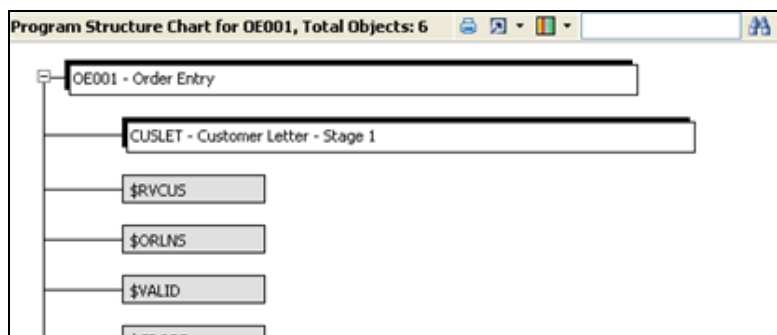 Program Structure Chart for OE001, Total Objects: 6
OE001 - Order Entry
CUSLET - Customer Letter - Stage 1
$RVCUS
$ORLNS
$VALID